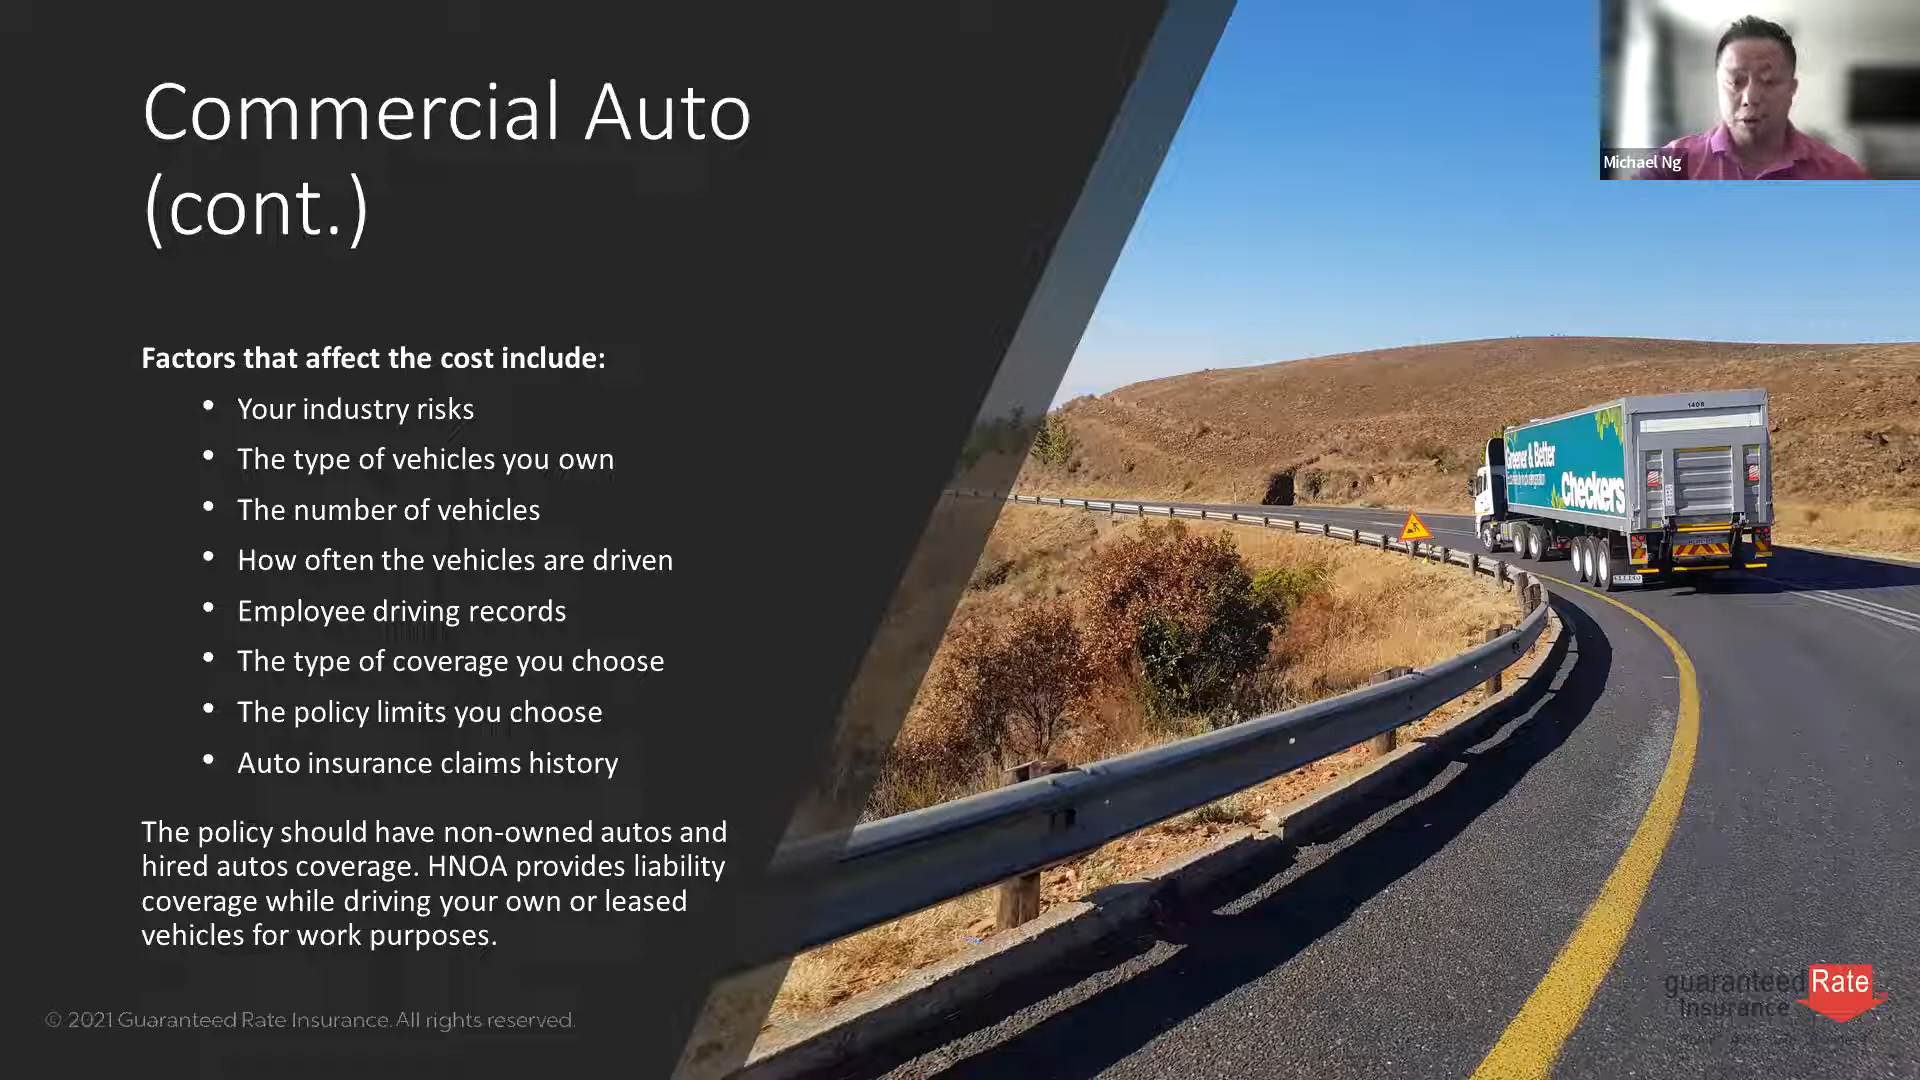 Commercial Auto
(cont.)
Michael Ng
Factors that affect the cost include:
• Your industry risks
• The type of vehicles you own
• The number of vehicles
• How often the vehicles are driven
• Employee driving records
• The type of coverage you choose
• The policy limits you choose
• Auto insurance claims history
The policy should have non-owned autos and
hired autos coverage. HNOA provides liability
coverage while driving your own or leased
vehicles for work purposes.
1408
Greener & Better
Checkers
guaranteed Rate
Insurance
© 2021 Guaranteed Rate Insurance. All rights reserved.